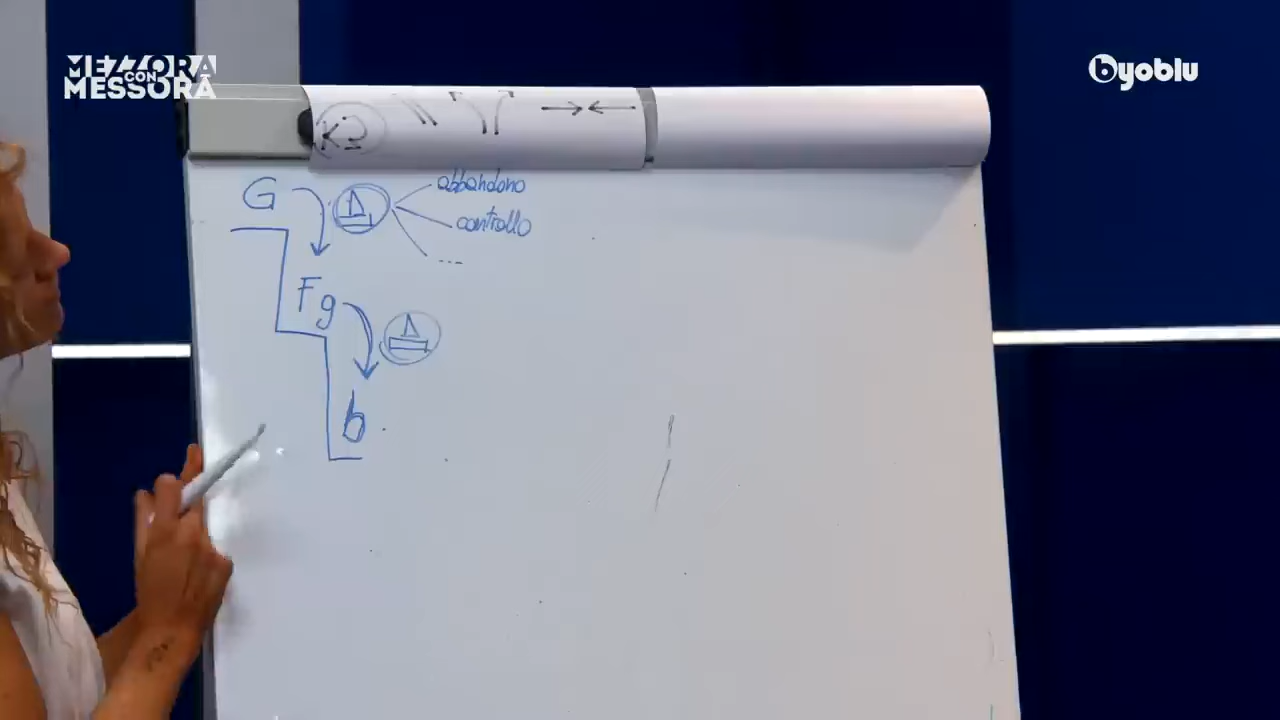 MEZZORA
CON
MESSORA
byoblu
G
Δ
abbandono
controllo
...
Fg
Δ
b